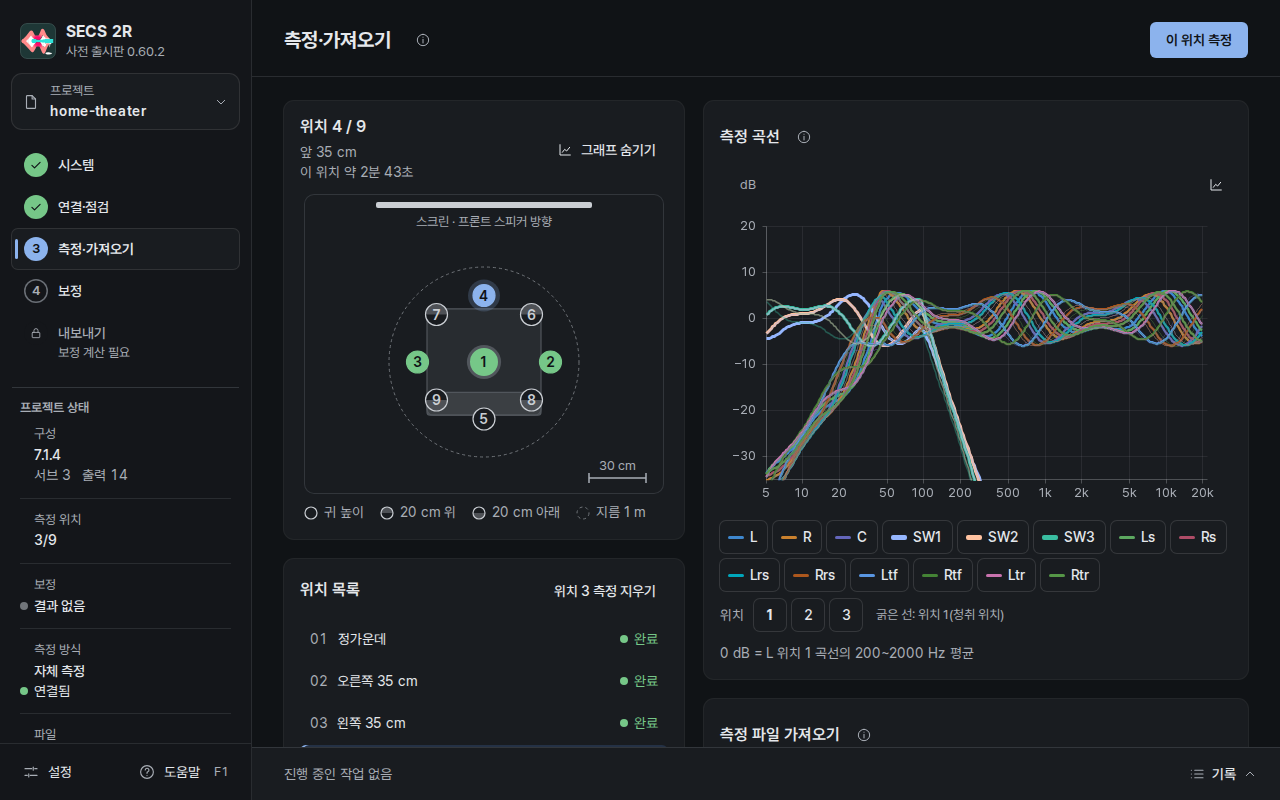 SECS 2R
사전 출시판 0.60.2
프로젝트
home-theater
시스템
연결·점검
3 측정·가져오기
4 보정
내보내기
보정 계산 필요
프로젝트 상태
구성
7.1.4
서브 3 출력 14
측정 위치
3/9
보정
결과 없음
측정 방식
자체 측정
연결됨
파일
설정
도움말 F1
측정·가져오기
이 위치 측정
위치 4 / 9
앞 35 cm
이 위치 약 2분 43초
그래프 숨기기
스크린 · 프론트 스피커 방향
4
7 6
3 1 2
9 8
5
30 cm
귀 높이 20 cm 위 20 cm 아래 지름 1 m
위치 목록
위치 3 측정 지우기
01 정가운데 완료
02 오른쪽 35 cm 완료
03 왼쪽 35 cm 완료
측정 곡선
dB
20
10
0
−10
−20
−30
5 10 20 50 100 200 500 1k 2k 5k 10k 20k
L R C SW1 SW2 SW3 Ls Rs
Lrs Rrs Ltf Rtf Ltr Rtr
위치 1 2 3 굵은 선: 위치 1(청취 위치)
0 dB = L 위치 1 곡선의 200~2000 Hz 평균
측정 파일 가져오기
진행 중인 작업 없음
기록